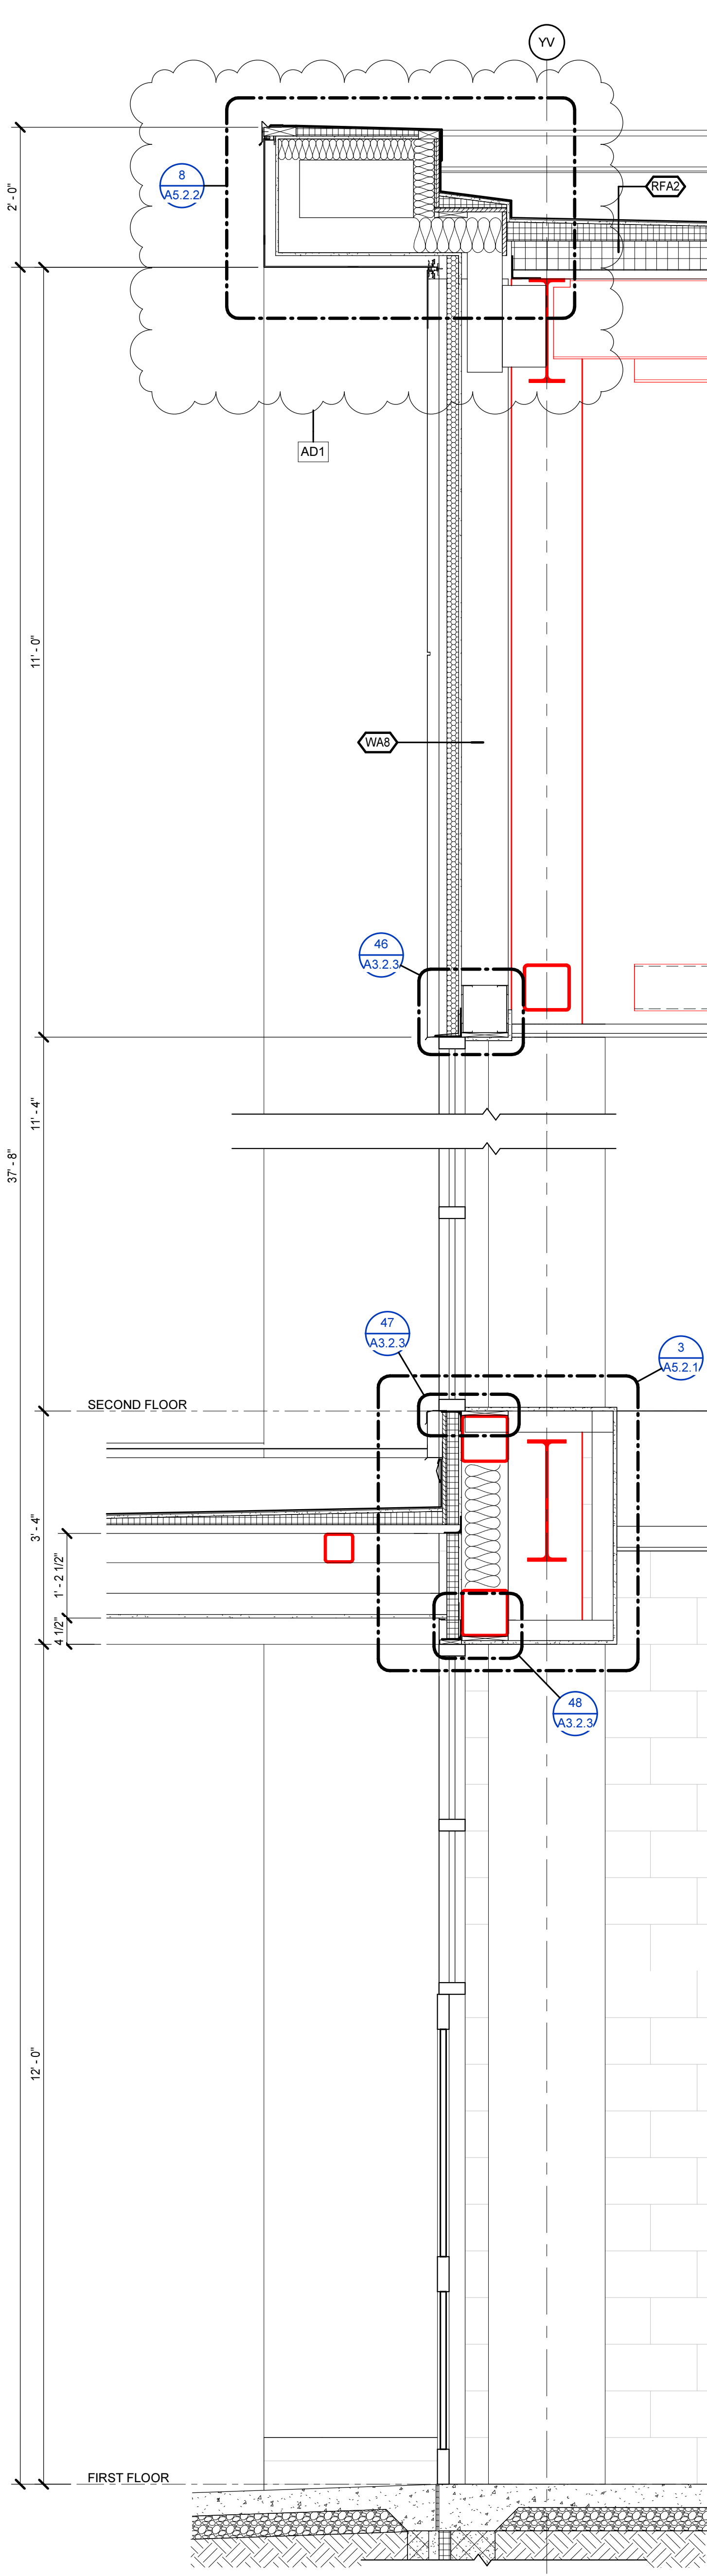 YV
8
A5.2.2
RFA2
2' - 0"
AD1
11' - 0"
WA8
46
A3.2.3
11' - 4"
37' - 8"
47
A3.2.3
3
A5.2.1
SECOND FLOOR
3' - 4"
1' - 2 1/2"
4 1/2"
48
A3.2.3
12' - 0"
FIRST FLOOR